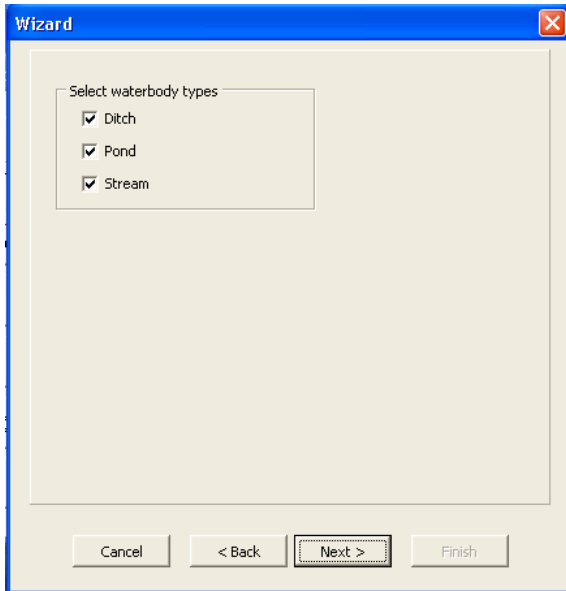 Wizard
Select waterbody types
Ditch
Pond
Stream
Cancel
< Back
Next >
Finish